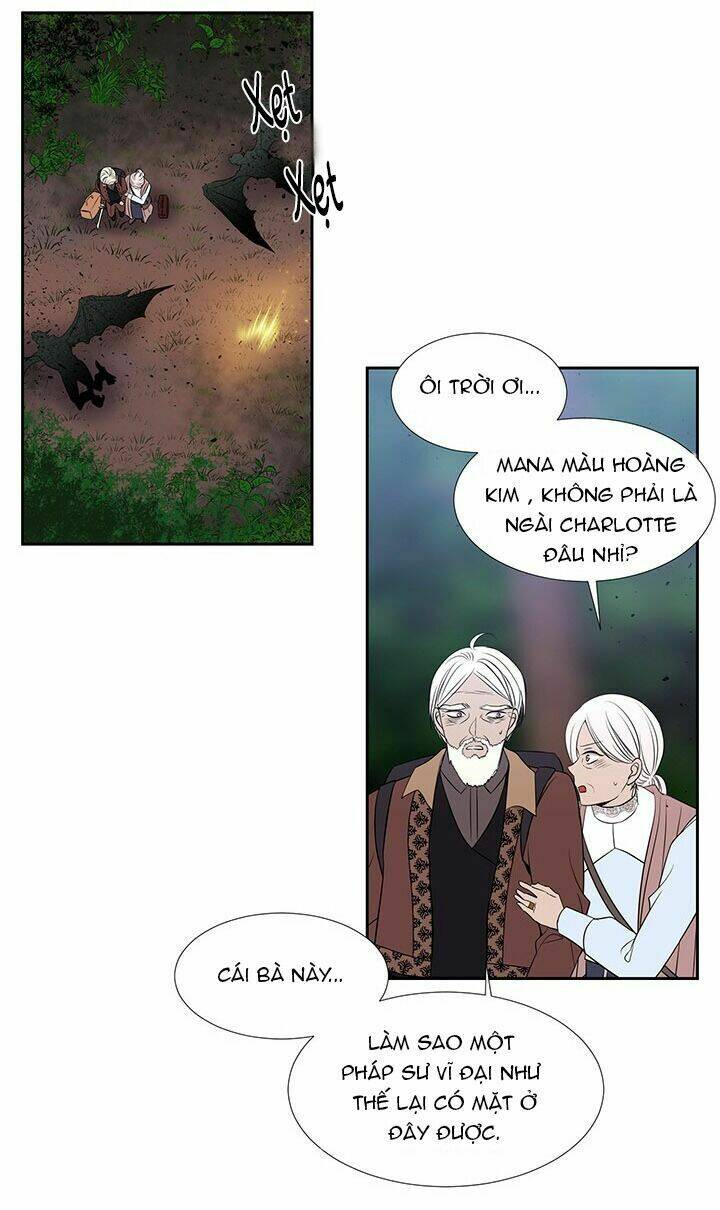 Xẹt
Xẹt
ÔI TRỜI ƠI...
MANA MÀU HOÀNG
KIM , KHÔNG PHẢI LÀ
NGÀI CHARLOTTE
ĐÂU NHỈ?
CÁI BÀ NÀY...
LÀM SAO MỘT
PHÁP SƯ VĨ ĐẠI NHƯ
THẾ LẠI CÓ MẶT Ở
ĐÂY ĐƯỢC.